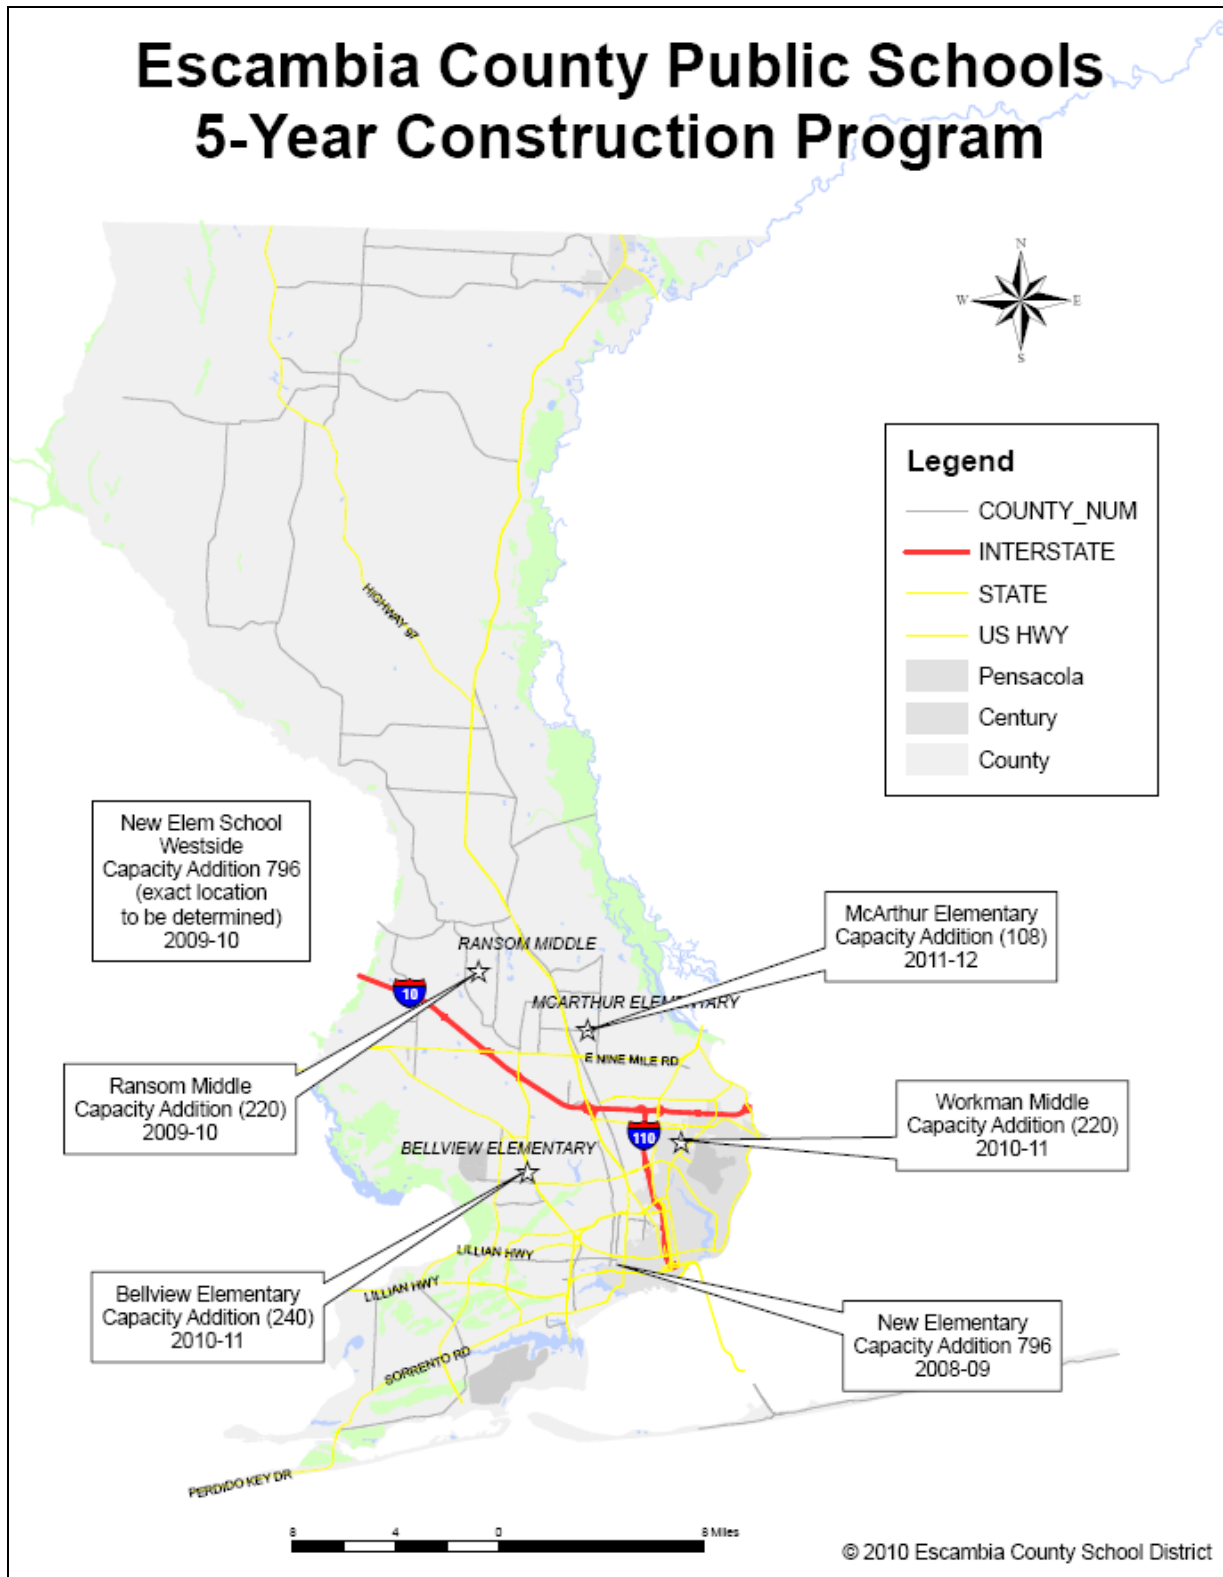 Escambia County Public Schools
5-Year Construction Program
N
W
E
S
Legend
COUNTY_NUM
INTERSTATE
STATE
US HWY
Pensacola
Century
County
HIGHWAY 97
New Elem School
Westside
Capacity Addition 796
(exact location
to be determined)
2009-10
McArthur Elementary
Capacity Addition (108)
2011-12
RANSOM MIDDLE
10
MCARTHUR ELEMENTARY
E NINE MILE RD
Ransom Middle
Capacity Addition (220)
2009-10
Workman Middle
Capacity Addition (220)
2010-11
110
BELLVIEW ELEMENTARY
LILLIAN HWY
LILLIAN HWY
Bellview Elementary
Capacity Addition (240)
2010-11
New Elementary
Capacity Addition 796
2008-09
SORRENTO RD
PERDIDO KEY DR
8 4 0 8 Miles
© 2010 Escambia County School District